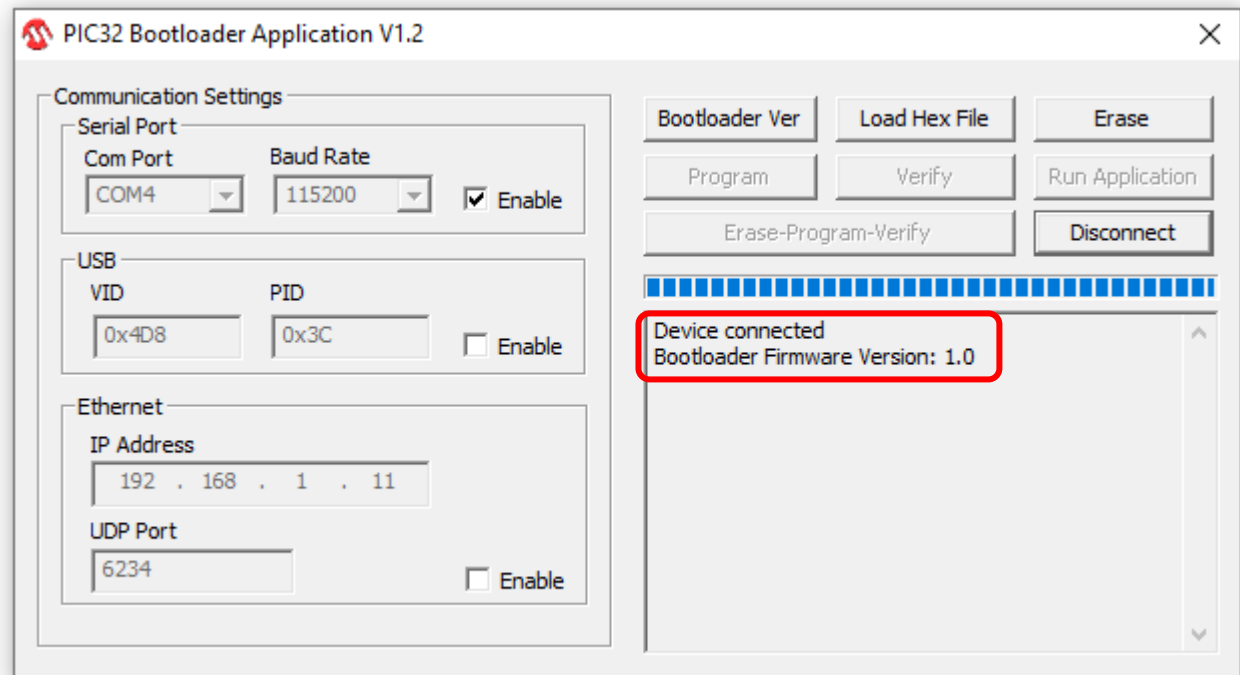 PIC32 Bootloader Application V1.2
Communication Settings
Serial Port
Com Port Baud Rate
COM4 115200 Enable
USB
VID PID
0x4D8 0x3C Enable
Ethernet
IP Address
192 . 168 . 1 . 11
UDP Port
6234 Enable
Bootloader Ver Load Hex File Erase
Program Verify Run Application
Erase-Program-Verify Disconnect
Device connected
Bootloader Firmware Version: 1.0